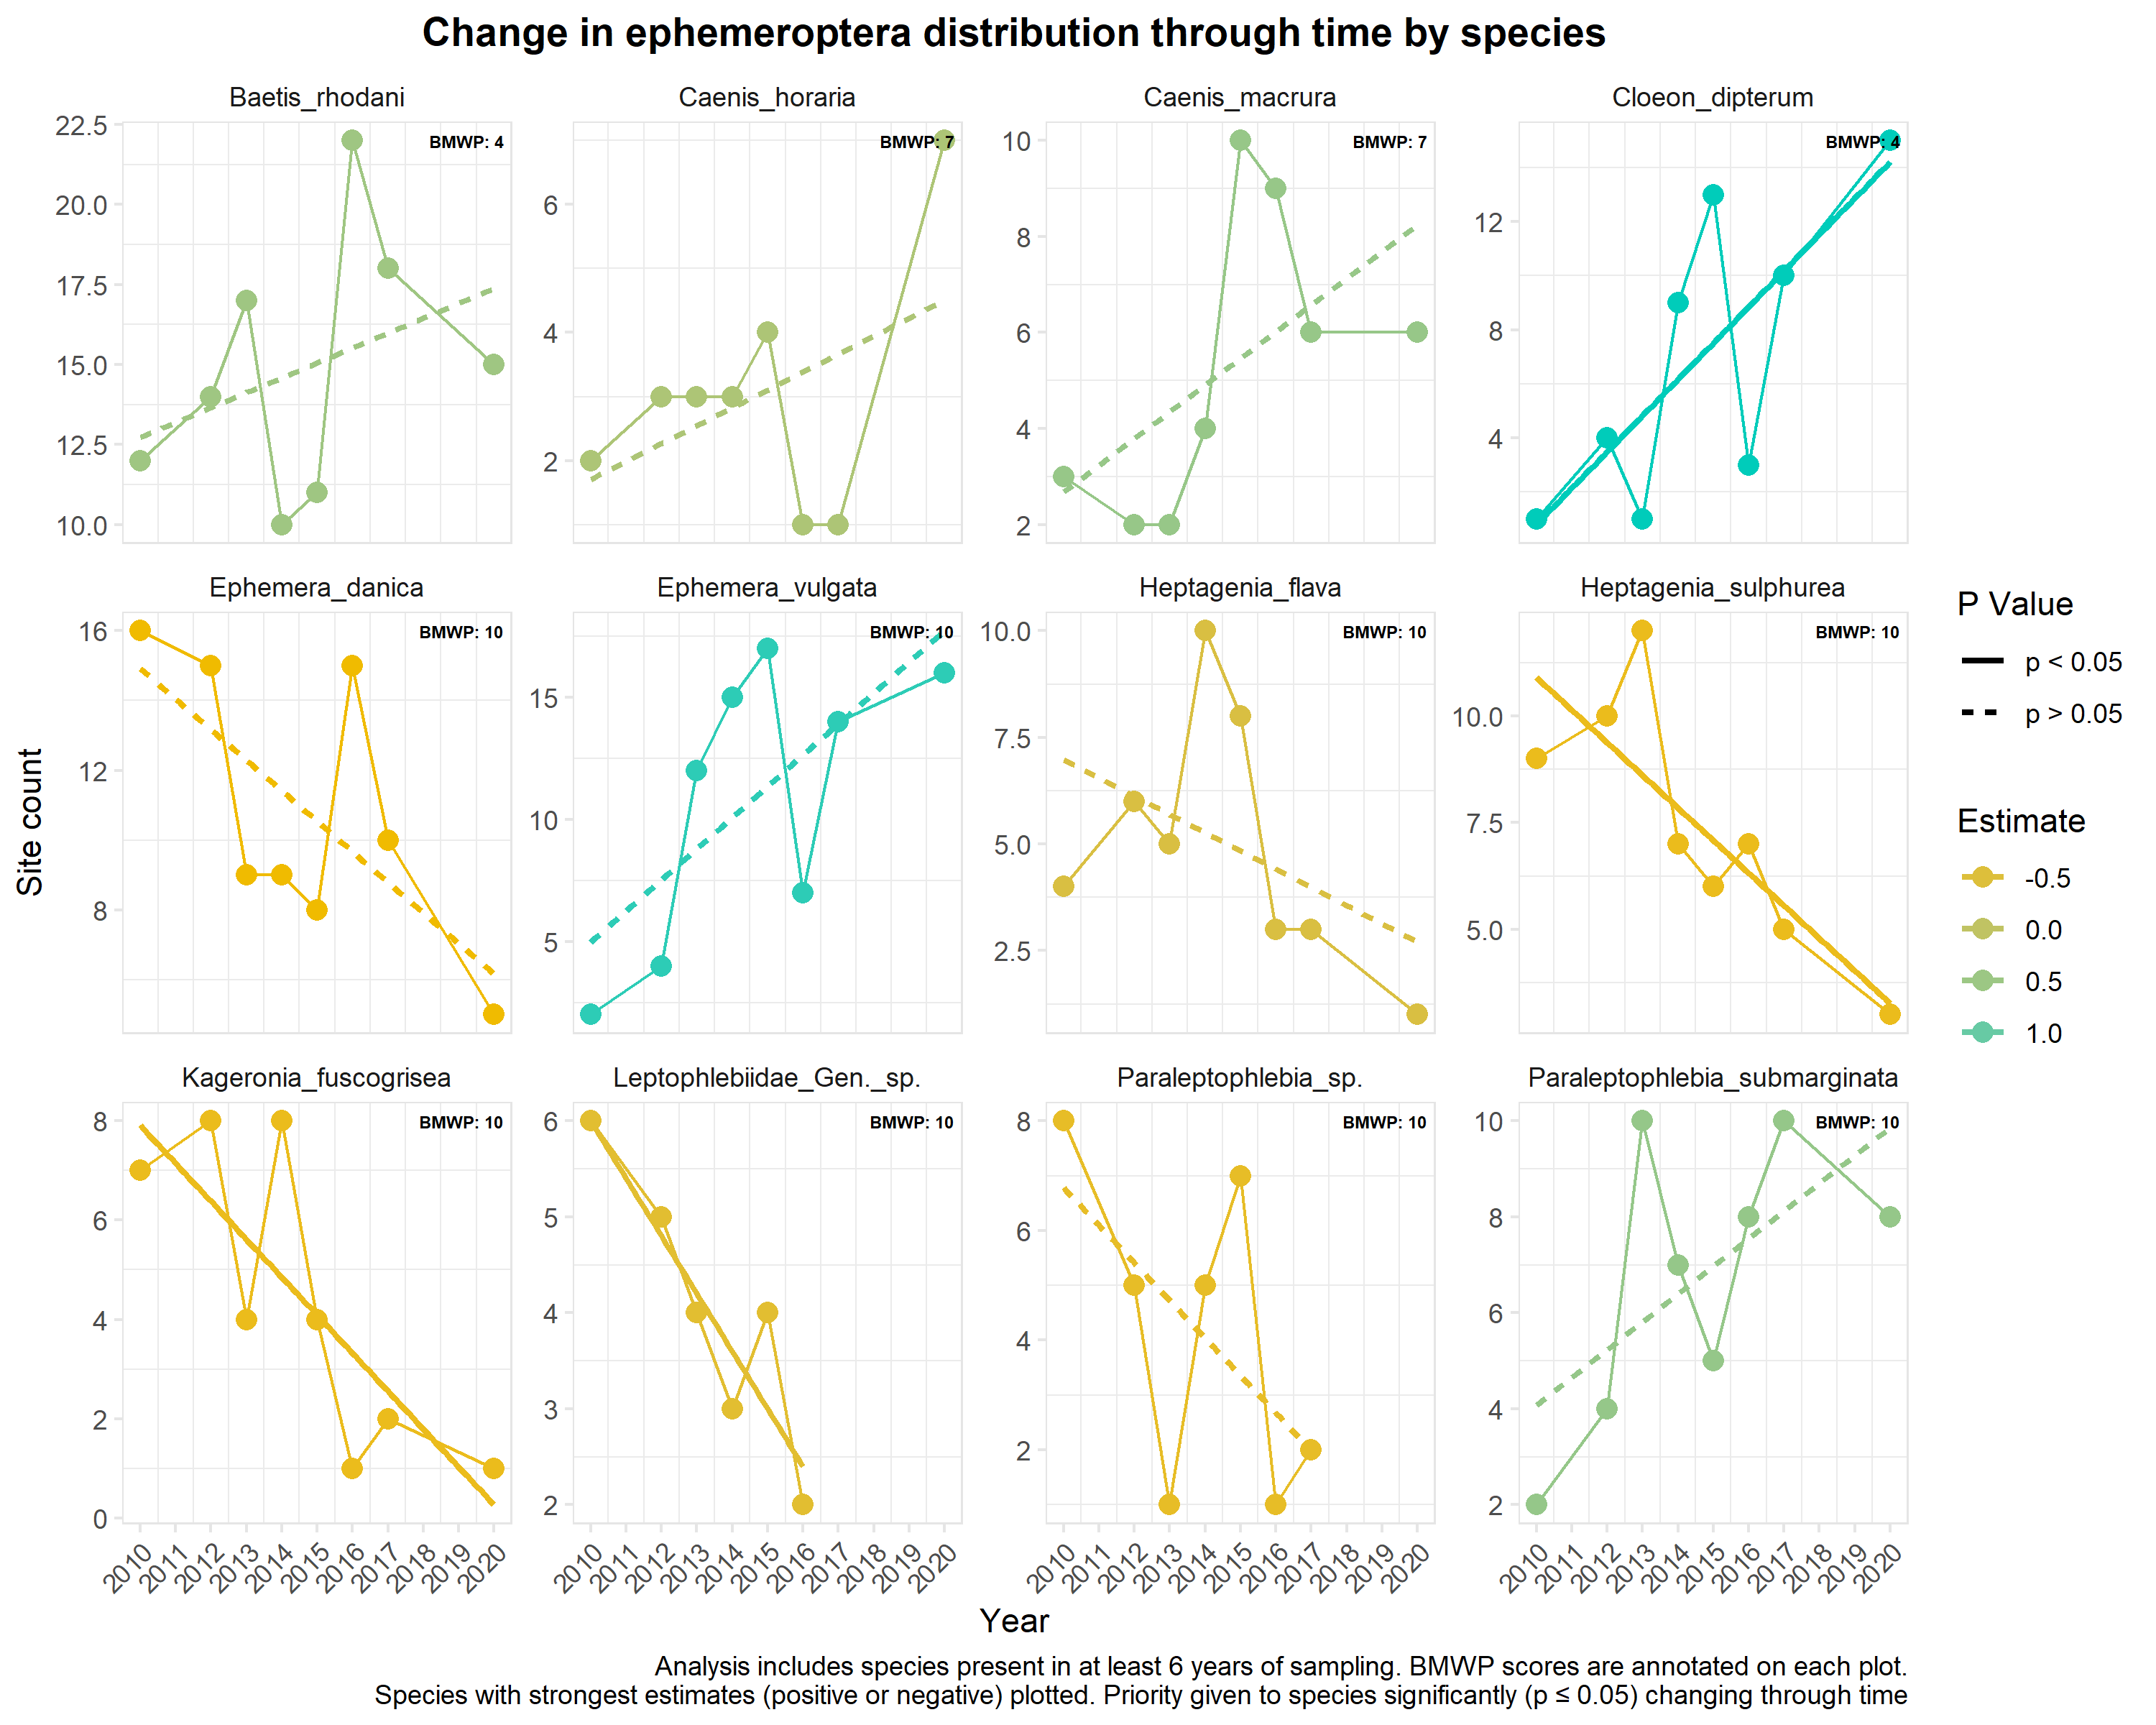 Change in ephemeroptera distribution through time by species
Baetis_rhodani
Caenis_horaria
Caenis_macrura
Cloeon_dipterum
BMWP: 4
BMWP: 7
BMWP: 7
BMWP: 4
22.5
20.0
17.5
15.0
12.5
10.0
6
4
2
10
8
6
4
2
12
8
4
Ephemera_danica
Ephemera_vulgata
Heptagenia_flava
Heptagenia_sulphurea
BMWP: 10
BMWP: 10
BMWP: 10
BMWP: 10
16
12
8
15
10
5
10.0
7.5
5.0
2.5
10.0
7.5
5.0
Kageronia_fuscogrisea
Leptophlebiidae_Gen._sp.
Paraleptophlebia_sp.
Paraleptophlebia_submarginata
BMWP: 10
BMWP: 10
BMWP: 10
BMWP: 10
8
6
4
2
0
6
5
4
3
2
8
6
4
2
10
8
6
4
2
2010 2011 2012 2013 2014 2015 2016 2017 2018 2019 2020
2010 2011 2012 2013 2014 2015 2016 2017 2018 2019 2020
2010 2011 2012 2013 2014 2015 2016 2017 2018 2019 2020
2010 2011 2012 2013 2014 2015 2016 2017 2018 2019 2020
Site count
Year
P Value
p < 0.05
p > 0.05
Estimate
-0.5
0.0
0.5
1.0
Analysis includes species present in at least 6 years of sampling. BMWP scores are annotated on each plot.
Species with strongest estimates (positive or negative) plotted. Priority given to species significantly (p ≤ 0.05) changing through time